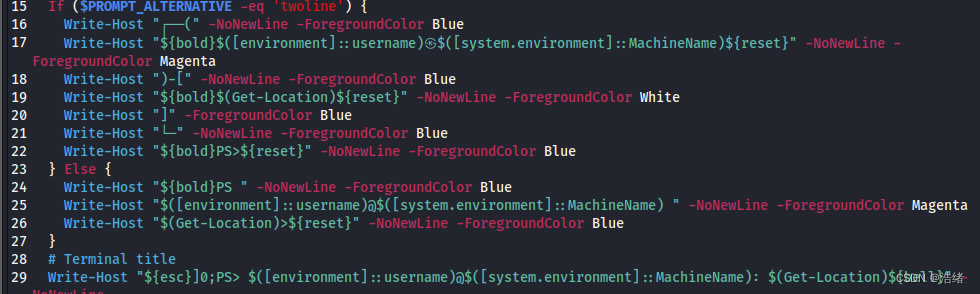 15 If ($PROMPT_ALTERNATIVE -eq 'twoline') {
16 Write-Host "┌──(" -NoNewLine -ForegroundColor Blue
17 Write-Host "${bold}$([environment]::username)㉿$([system.environment]::MachineName)${reset}" -NoNewLine -
ForegroundColor Magenta
18 Write-Host ")-[" -NoNewLine -ForegroundColor Blue
19 Write-Host "${bold}$(Get-Location)${reset}" -NoNewLine -ForegroundColor White
20 Write-Host "]" -ForegroundColor Blue
21 Write-Host "└─" -NoNewLine -ForegroundColor Blue
22 Write-Host "${bold}PS>${reset}" -NoNewLine -ForegroundColor Blue
23 } Else {
24 Write-Host "${bold}PS " -NoNewLine -ForegroundColor Blue
25 Write-Host "$([environment]::username)@$([system.environment]::MachineName) " -NoNewLine -ForegroundColor Magenta
26 Write-Host "$(Get-Location)>${reset}" -NoNewLine -ForegroundColor Blue
27 }
28 # Terminal title
29 Write-Host "${esc}]0;PS> $([environment]::username)@$([system.environment]::MachineName): $(Get-Location)${bell}" -
NoNewLine
CSDN @浩绪